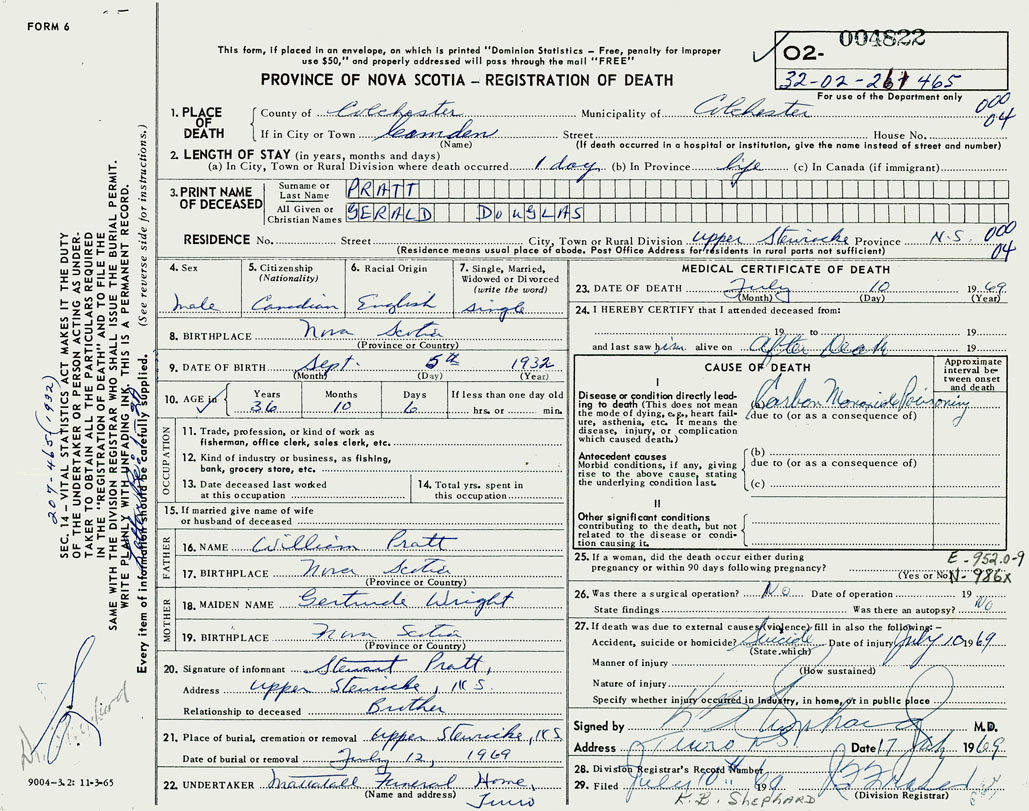 FORM 6
This form, if placed in an envelope, on which is printed "Dominion Statistics – Free, penalty for improper
use $50," and properly addressed will pass through the mail "FREE"
PROVINCE OF NOVA SCOTIA – REGISTRATION OF DEATH
004822
02-
32-02-267465
For use of the Department only
1. PLACE OF DEATH
County of Colchester Municipality of Colchester 000 04
If in City or Town Camden Street House No.
(Name) (If death occurred in a hospital or institution, give the name instead of street and number)
2. LENGTH OF STAY (in years, months and days)
(a) In City, Town or Rural Division where death occurred 1 day (b) In Province life (c) In Canada (if immigrant)
3. PRINT NAME OF DECEASED
Surname or Last Name PRATT
All Given or Christian Names GERALD DOUGLAS
RESIDENCE No. Street City, Town or Rural Division Upper Stewiacke Province N.S. 000 04
(Residence means usual place of abode. Post Office Address for residents in rural parts not sufficient)
4. Sex
male
5. Citizenship
(Nationality)
Canadian
6. Racial Origin
English
7. Single, Married,
Widowed or Divorced
(write the word)
single
8. BIRTHPLACE Nova Scotia
(Province or Country)
9. DATE OF BIRTH Sept. 5th 1932
(Month) (Day) (Year)
10. AGE in Years Months Days If less than one day old
36 10 6 hrs. or min.
OCCUPATION
11. Trade, profession, or kind of work as
fisherman, office clerk, sales clerk, etc.
12. Kind of industry or business, as fishing,
bank, grocery store, etc.
13. Date deceased last worked
at this occupation
14. Total yrs. spent in
this occupation
15. If married give name of wife
or husband of deceased
FATHER
16. NAME William Pratt
17. BIRTHPLACE Nova Scotia
(Province or Country)
MOTHER
18. MAIDEN NAME Gertrude Wright
19. BIRTHPLACE Nova Scotia
(Province or Country)
20. Signature of informant Stewart Pratt,
Address Upper Stewiacke, N.S.
Relationship to deceased Brother
21. Place of burial, cremation or removal Upper Stewiacke, N.S.
Date of burial or removal July 12, 1969
22. UNDERTAKER Mattatall Funeral Home,
(Name and address) Truro
MEDICAL CERTIFICATE OF DEATH
23. DATE OF DEATH July 10 1969
(Month) (Day) (Year)
24. I HEREBY CERTIFY that I attended deceased from:
19 to 19
and last saw him alive on After Death 19
CAUSE OF DEATH
Approximate interval between onset and death
I
Disease or condition directly leading to death (This does not mean
the mode of dying, e.g., heart failure, asthenia, etc. It means the
disease, injury, or complication
which caused death.)
(a) Carbon Monoxide Poisoning
due to (or as a consequence of)
Antecedent causes
Morbid conditions, if any, giving
rise to the above cause, stating
the underlying condition last.
(b)
due to (or as a consequence of)
(c)
II
Other significant conditions
contributing to the death, but not
related to the disease or condition causing it.
25. If a woman, did the death occur either during
pregnancy or within 90 days following pregnancy?
(Yes or No)
E-952.0-9
N-986x
26. Was there a surgical operation? No Date of operation 19
State findings Was there an autopsy? No
27. If death was due to external causes (violence) fill in also the following:–
Accident, suicide or homicide? Suicide Date of injury July 10 1969
(State which)
Manner of injury
(How sustained)
Nature of injury
Specify whether injury occurred in industry, in home, or in public place
Signed by M.D.
Address Truro NS Date 17 July 1969
28. Division Registrar's Record Number
29. Filed July 10 1969
(Division Registrar)
K.B. SHEPHARD
SEC. 14 – VITAL STATISTICS ACT MAKES IT THE DUTY
OF THE UNDERTAKER OR PERSON ACTING AS UNDERTAKER TO OBTAIN ALL THE PARTICULARS REQUIRED
IN THE "REGISTRATION OF DEATH" AND TO FILE THE
SAME WITH THE DIVISION REGISTRAR WHO SHALL ISSUE THE BURIAL PERMIT.
WRITE PLAINLY WITH UNFADING INK. THIS IS A PERMANENT RECORD.
Every item of information should be carefully supplied. (See reverse side for instructions.)
207-465 (1932)
9004-3.2: 11-3-65